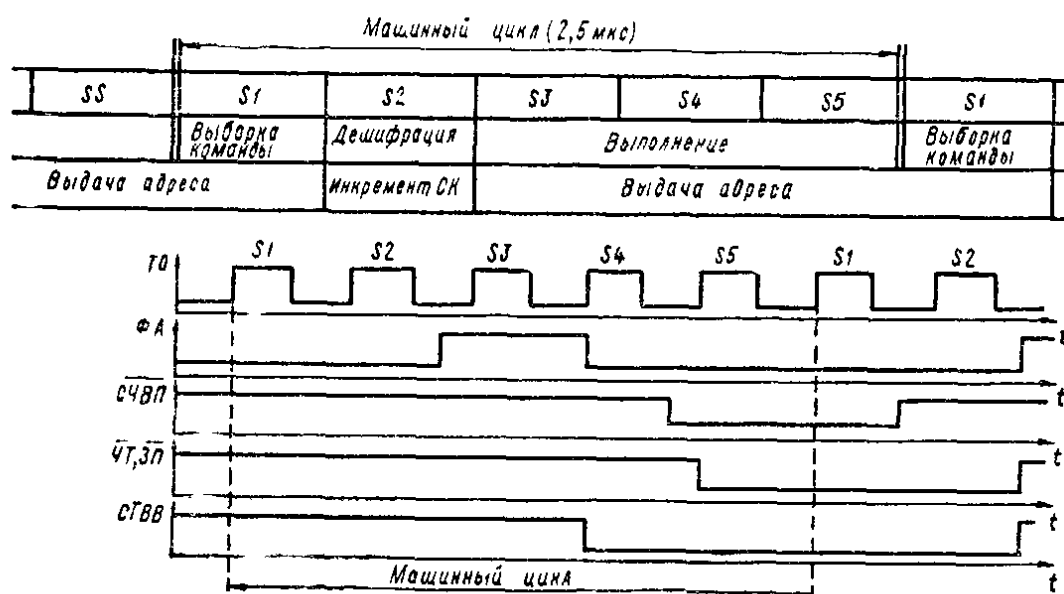 Машинный цикл (2,5 мкс)
SS S1 S2 S3 S4 S5 S1
Выборка команды Дешифрация Выполнение Выборка команды
Выдача адреса Инкремент СК Выдача адреса
S1 S2 S3 S4 S5 S1 S2
T0
ФА t
СЧВП t
ЧТ,ЗП t
СТВВ t
Машинный цикл t